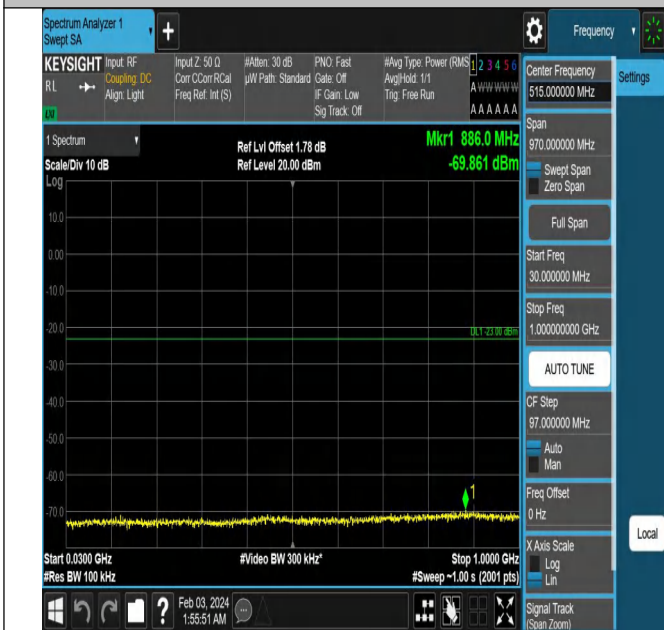 Spectrum Analyzer 1
Swept SA
Frequency
Settings
KEYSIGHT
RL
LXI
Input: RF
Coupling: DC
Align: Light
Input Z: 50 Ω
Corr CCorr RCal
Freq Ref: Int (S)
#Atten: 30 dB
µW Path: Standard
PNO: Fast
Gate: Off
IF Gain: Low
Sig Track: Off
#Avg Type: Power (RMS
Avg|Hold: 1/1
Trig: Free Run
1 2 3 4 5 6
A W W W W W
A A A A A A
1 Spectrum
Scale/Div 10 dB
Log
Ref Lvl Offset 1.78 dB
Ref Level 20.00 dBm
Mkr1 886.0 MHz
-69.861 dBm
10.0
0.00
-10.0
-20.0
-30.0
-40.0
-50.0
-60.0
-70.0
DL1 -23.00 dBm
1
Start 0.0300 GHz
#Res BW 100 kHz
#Video BW 300 kHz*
Stop 1.0000 GHz
#Sweep ~1.00 s (2001 pts)
Center Frequency
515.000000 MHz
Span
970.000000 MHz
Swept Span
Zero Span
Full Span
Start Freq
30.000000 MHz
Stop Freq
1.000000000 GHz
AUTO TUNE
CF Step
97.000000 MHz
Auto
Man
Freq Offset
0 Hz
X Axis Scale
Log
Lin
Signal Track
(Span Zoom)
Local
?
Feb 03, 2024
1:55:51 AM